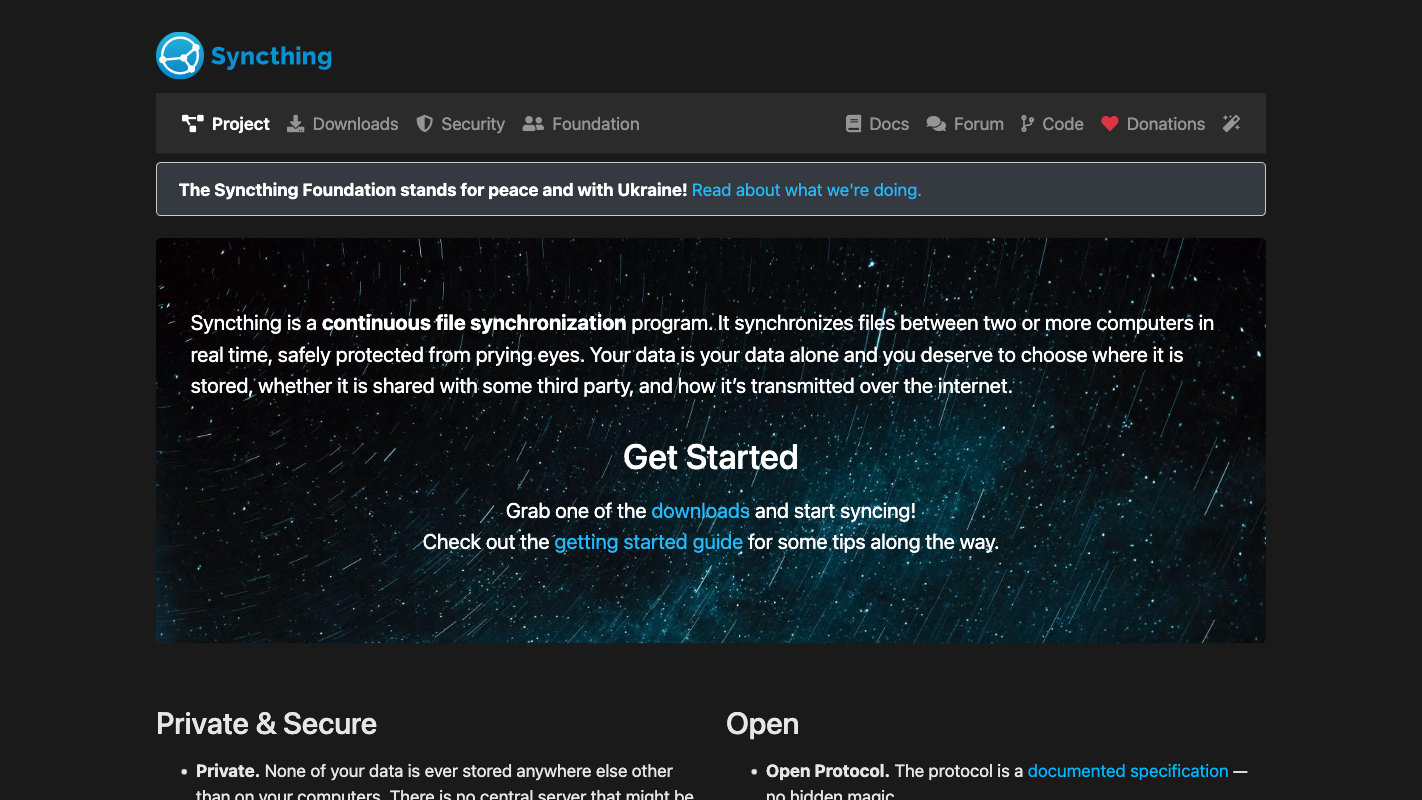 Syncthing
Project Downloads Security Foundation Docs Forum Code Donations
The Syncthing Foundation stands for peace and with Ukraine! Read about what we're doing.
Syncthing is a continuous file synchronization program. It synchronizes files between two or more computers in
real time, safely protected from prying eyes. Your data is your data alone and you deserve to choose where it is
stored, whether it is shared with some third party, and how it’s transmitted over the internet.
Get Started
Grab one of the downloads and start syncing!
Check out the getting started guide for some tips along the way.
Private & Secure
• Private. None of your data is ever stored anywhere else other
than on your computers. There is no central server that might be
Open
• Open Protocol. The protocol is a documented specification —
no hidden magic.